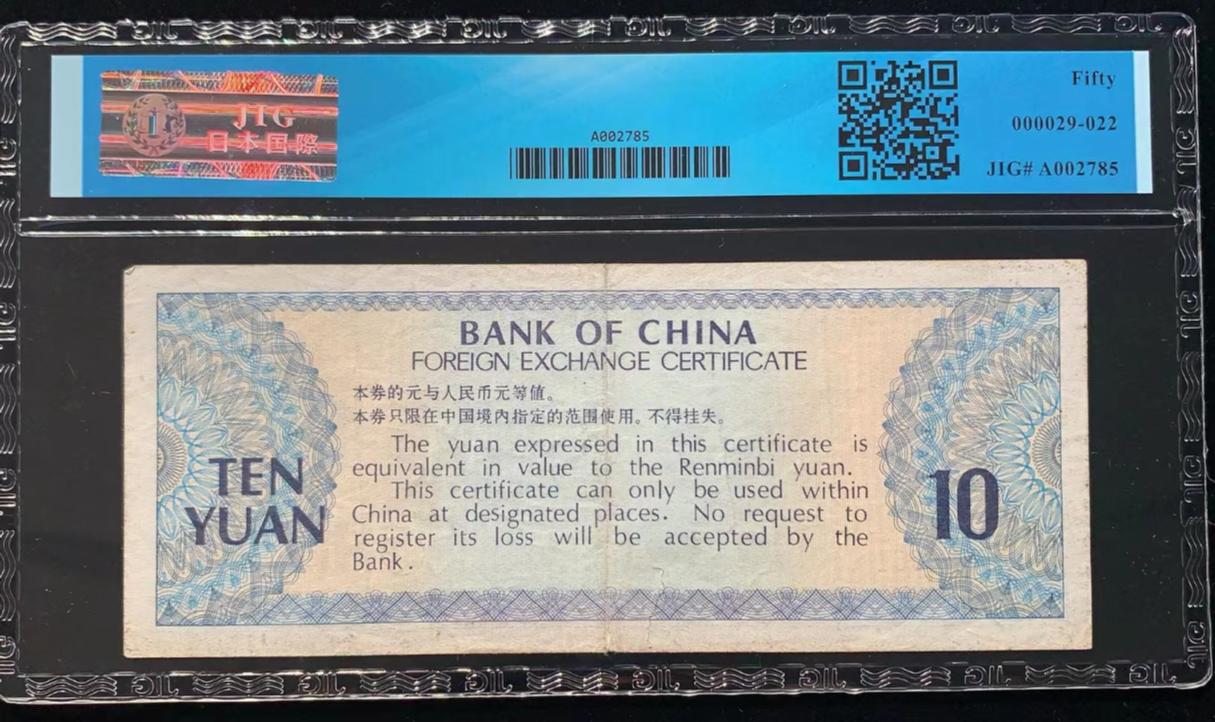 JIG
日本国際
A002785
Fifty
000029-022
JIG# A002785
BANK OF CHINA
FOREIGN EXCHANGE CERTIFICATE
本券的元与人民币元等值。
本券只限在中国境内指定的范围使用。不得挂失。
The yuan expressed in this certificate is
equivalent in value to the Renminbi yuan.
This certificate can only be used within
China at designated places. No request to
register its loss will be accepted by the
Bank.
TEN
YUAN
10